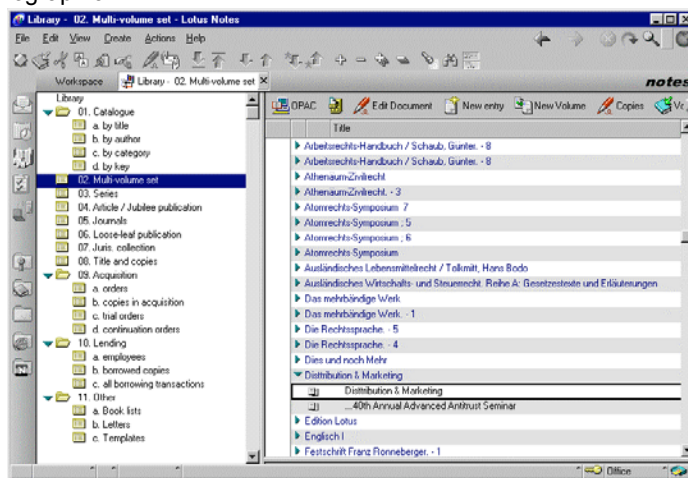 Library - 02. Multi-volume set - Lotus Notes
File Edit View Create Actions Help
Workspace Library - 02. Multi-volume set
notes
Library
01. Catalogue
a. by title
b. by author
c. by category
d. by key
02. Multi-volume set
03. Series
04. Article / Jubilee publication
05. Journals
06. Loose-leaf publication
07. Juris. collection
08. Title and copies
09. Acquisition
a. orders
b. copies in acquisition
c. trial orders
d. continuation orders
10. Lending
a. employees
b. borrowed copies
c. all borrowing transactions
11. Other
a. Book lists
b. Letters
c. Templates
OPAC Edit Document New entry New Volume Copies
Title
Arbeitsrechts-Handbuch / Schaub, Günter. - 8
Arbeitsrechts-Handbuch / Schaub, Günter. - 8
Athenaum-Zivilrecht
Athenaum-Zivilrecht. - 3
Atomrechts-Symposium 7
Atomrechts-Symposium ; 5
Atomrechts-Symposium ; 6
Atomrechts-Symposium
Ausländisches Lebensmittelrecht / Tolkmitt, Hans Bodo
Ausländisches Wirtschafts- und Steuerrecht. Reihe A: Gesetzestexte und Erläuterungen
Das mehrbändige Werk
Das mehrbändige Werk. - 1
Die Rechtssprache. - 5
Die Rechtssprache. - 4
Dies und noch Mehr
Disttribution & Marketing
Disttribution & Marketing
...40th Annual Advanced Antitrust Seminar
Edition Lotus
Englisch I
Festschrift Franz Ronneberger. - 1
Office